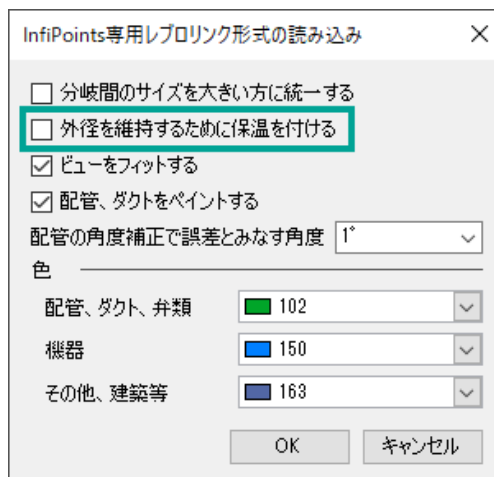 InfiPoints専用レブロリンク形式の読み込み
分岐間のサイズを大きい方に統一する
外径を維持するために保温を付ける
ビューをフィットする
配管、ダクトをペイントする
配管の角度補正で誤差とみなす角度 1°
色
配管、ダクト、弁類 102
機器 150
その他、建築等 163
OK キャンセル